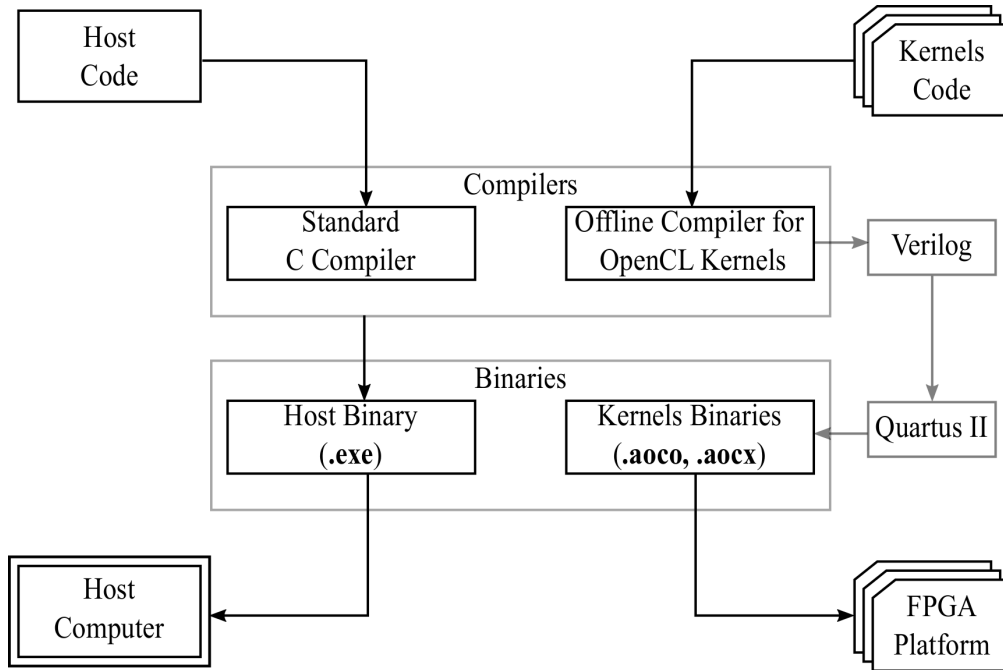 Host
Code
Kernels
Code
Compilers
Standard
C Compiler
Offline Compiler for
OpenCL Kernels
Verilog
Binaries
Host Binary
(.exe)
Kernels Binaries
(.aoco, .aocx)
Quartus II
Host
Computer
FPGA
Platform